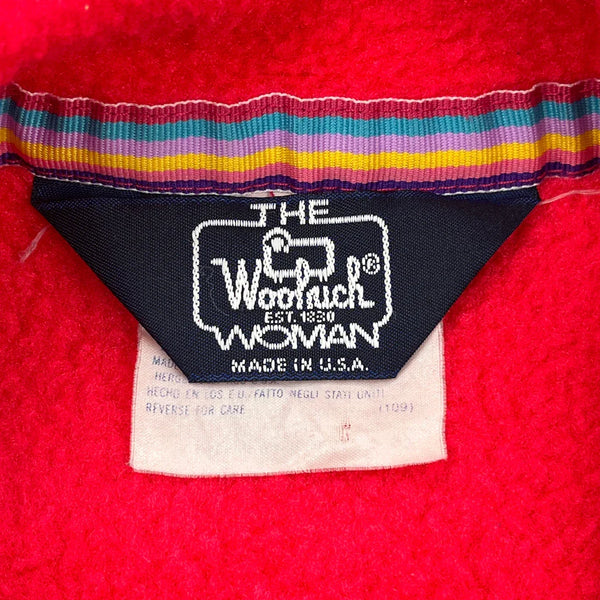 THE
Woolrich®
EST. 1830
WOMAN
MADE IN U.S.A.
HECHO EN LOS E.U./FATTO NEGLI STATI UNITI
REVERSE FOR CARE (109)